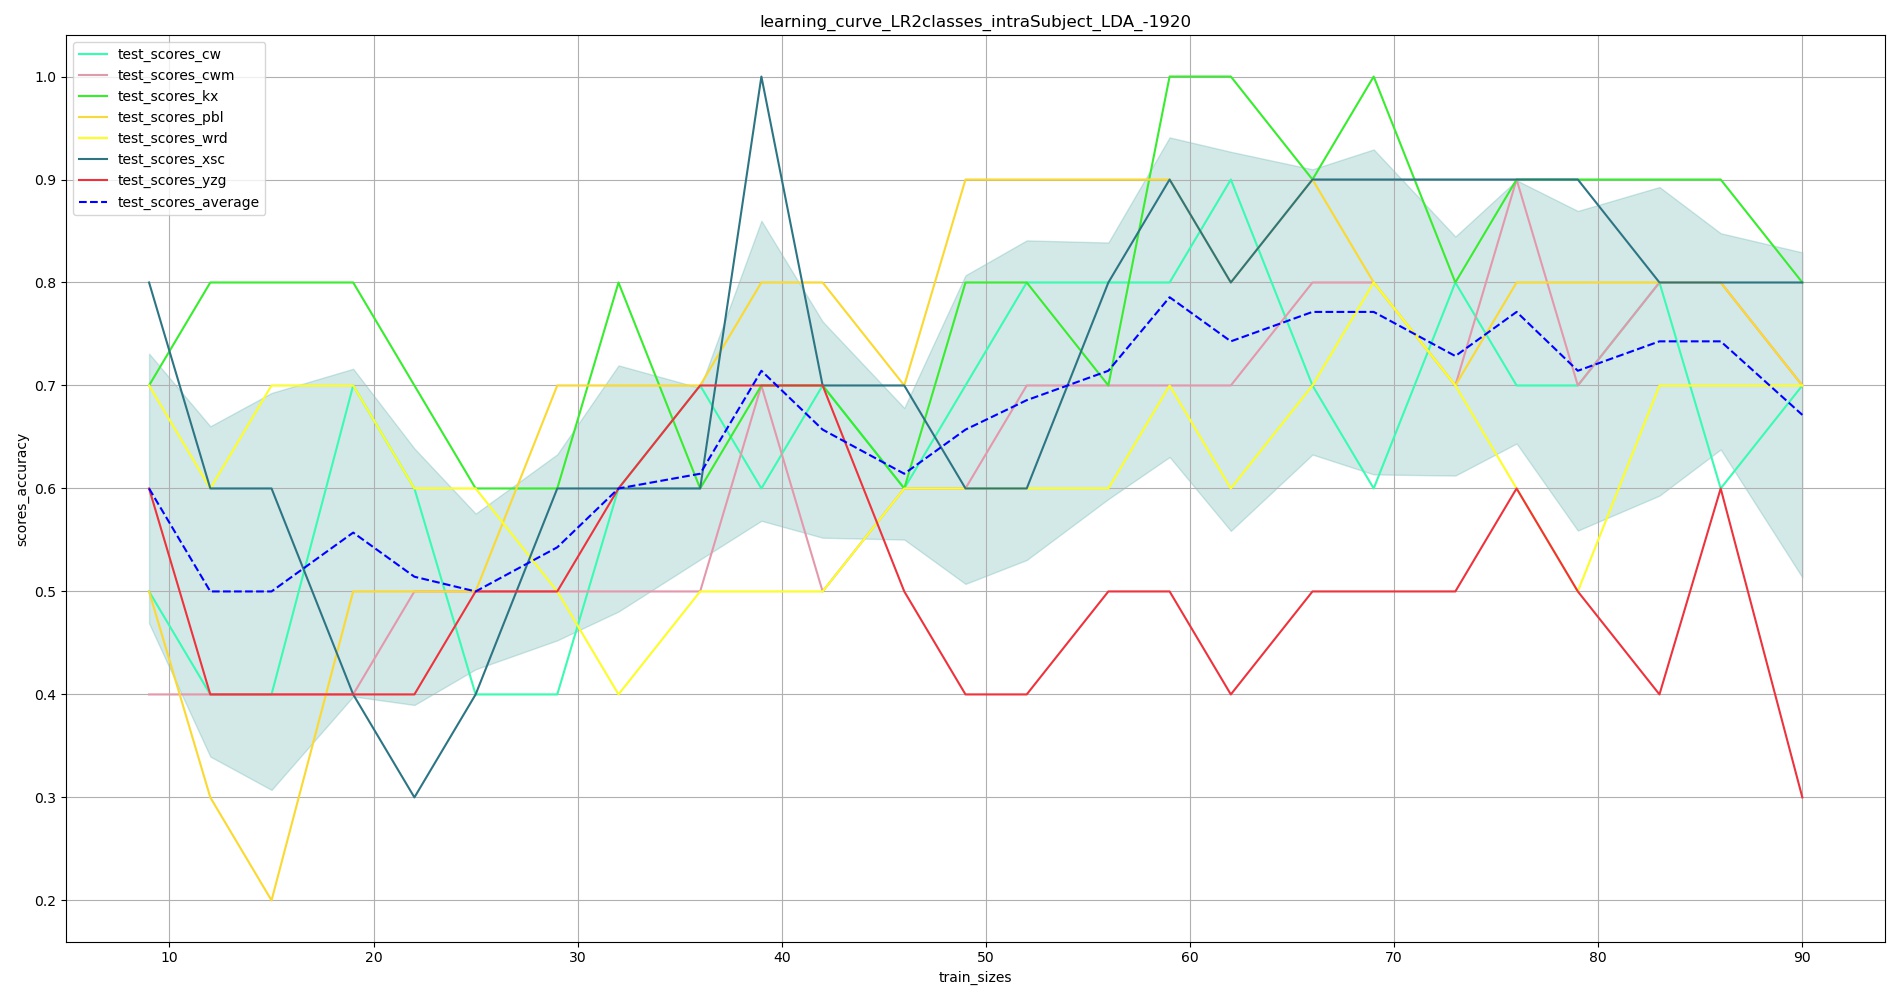 learning_curve_LR2classes_intraSubject_LDA_-1920
test_scores_cw
test_scores_cwm
test_scores_kx
test_scores_pbl
test_scores_wrd
test_scores_xsc
test_scores_yzg
test_scores_average
scores_accuracy
1.0
0.9
0.8
0.7
0.6
0.5
0.4
0.3
0.2
10 20 30 40 50 60 70 80 90
train_sizes